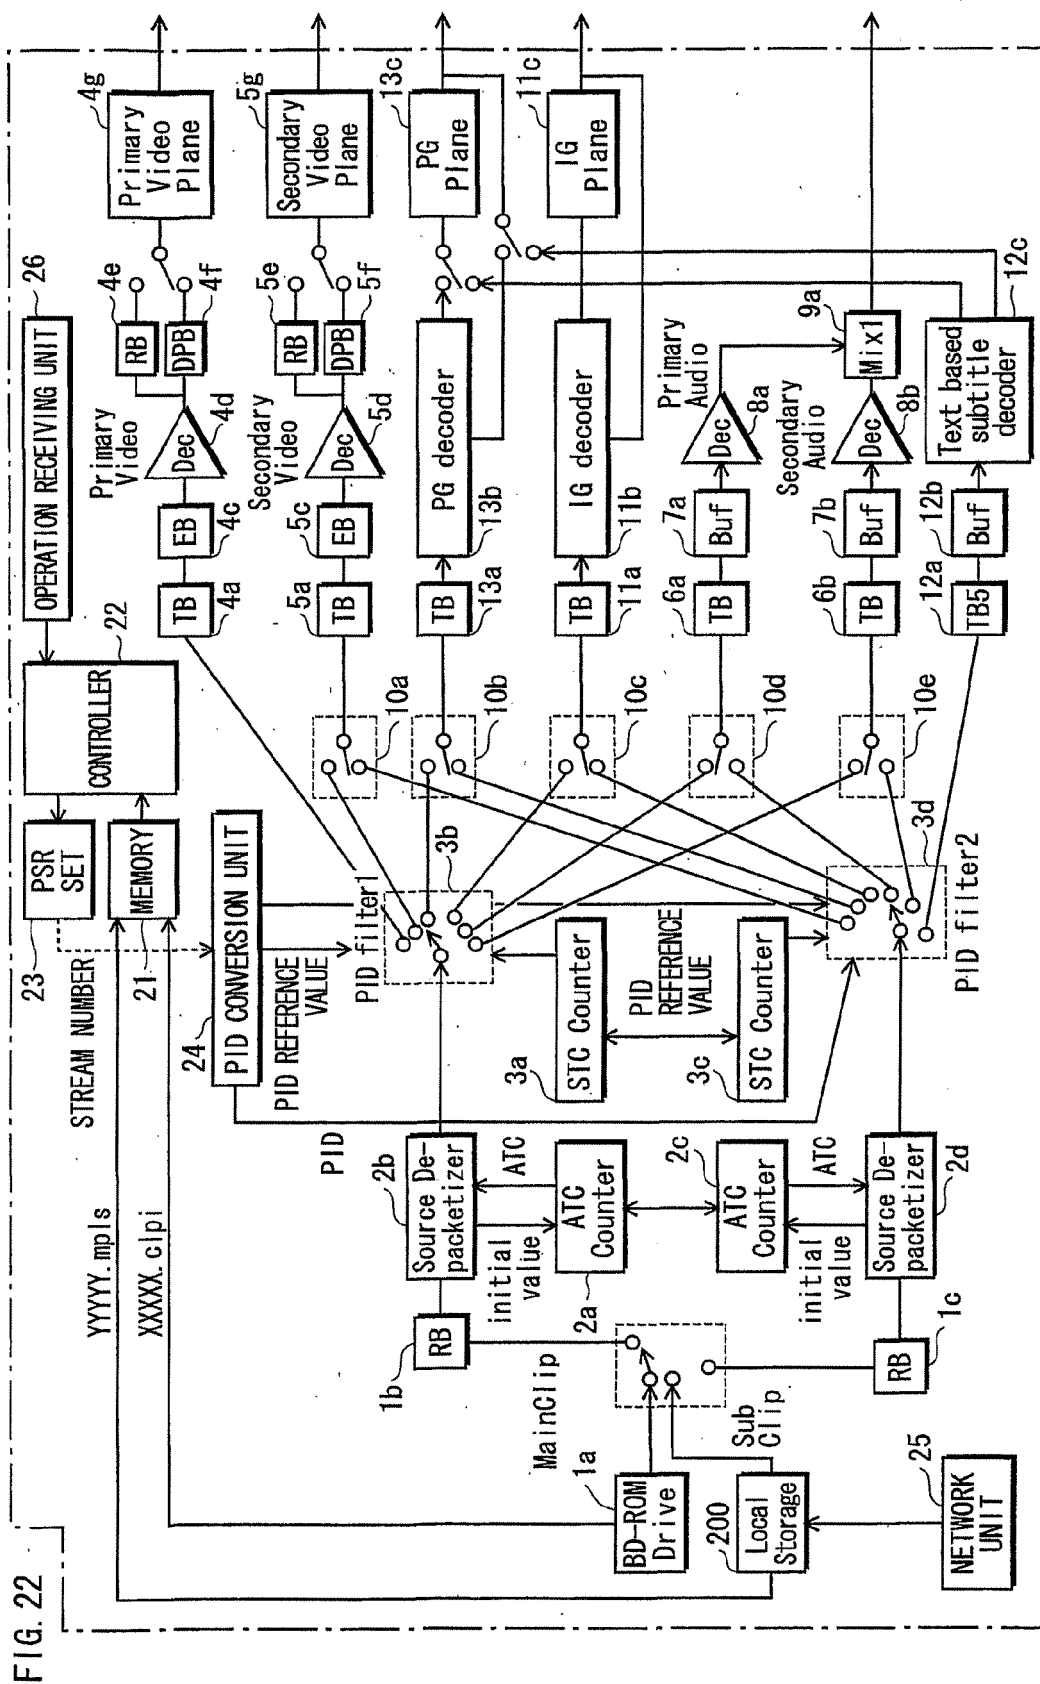 FIG. 22
BD-ROM
Drive
1a
Local
Storage
200
NETWORK
UNIT
25
MainClip
Sub
Clip
RB
1b
RB
1c
YYYYY.mpls
XXXXX.clpi
Source De-
packetizer
2b
initial
value
ATC
ATC
Counter
2a
ATC
Counter
2c
initial
value
ATC
Source De-
packetizer
2d
PID
STREAM NUMBER
PID CONVERSION UNIT
24
PID REFERENCE
VALUE
PSR
SET
23
MEMORY
21
CONTROLLER
22
OPERATION RECEIVING UNIT
26
STC Counter
3a
STC Counter
3c
PID
REFERENCE
VALUE
PID filter1
3b
PID filter2
3d
10a
10b
10c
10d
10e
TB
4a
EB
4c
Primary
Video
Dec
4d
RB
4e
DPB
4f
Primary
Video
Plane
4g
TB
5a
EB
5c
Secondary
Video
Dec
5d
RB
5e
DPB
5f
Secondary
Video
Plane
5g
TB
13a
PG decoder
13b
PG
Plane
13c
TB
11a
IG decoder
11b
IG
Plane
11c
TB
6a
Buf
7a
Dec
8a
Primary
Audio
TB
6b
Buf
7b
Secondary
Audio
Dec
8b
Mix1
9a
TB5
12a
Buf
12b
Text based
subtitle
decoder
12c